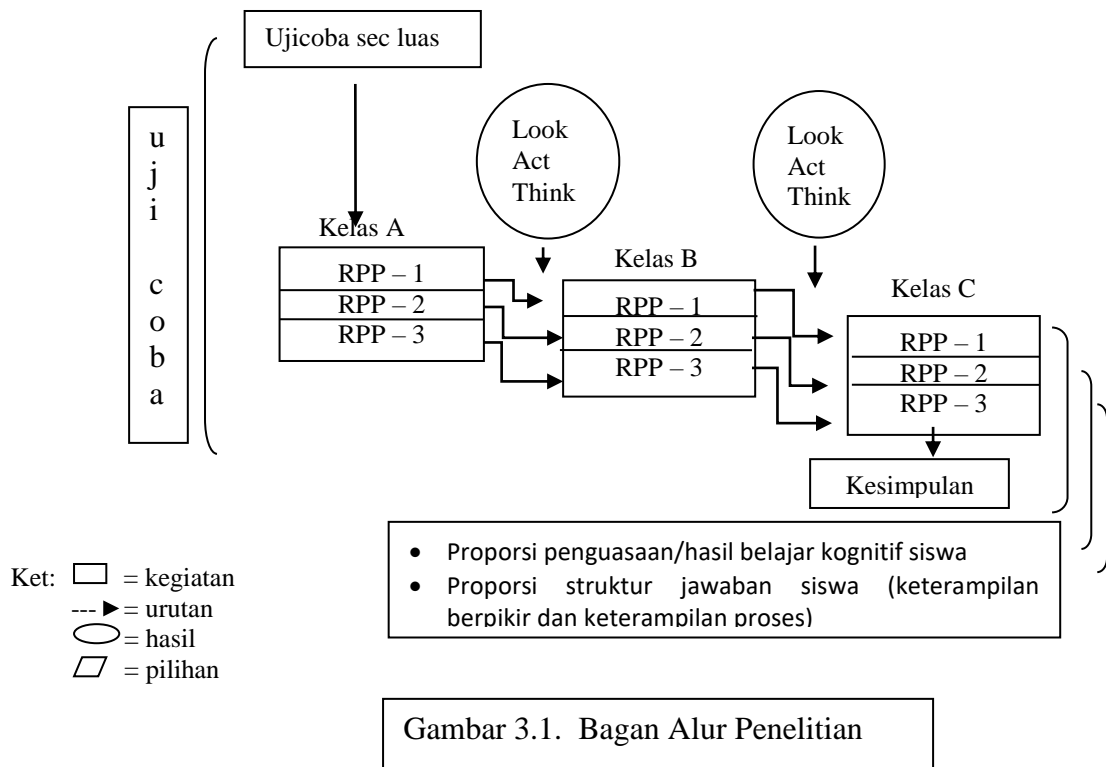 Ujicoba sec luas
u
j
i
c
o
b
a
Look
Act
Think
Look
Act
Think
Kelas A
RPP – 1
RPP – 2
RPP – 3
Kelas B
RPP – 1
RPP – 2
RPP – 3
Kelas C
RPP – 1
RPP – 2
RPP – 3
Kesimpulan
• Proporsi penguasaan/hasil belajar kognitif siswa
• Proporsi struktur jawaban siswa (keterampilan
berpikir dan keterampilan proses)
Ket: = kegiatan
= urutan
= hasil
= pilihan
Gambar 3.1. Bagan Alur Penelitian